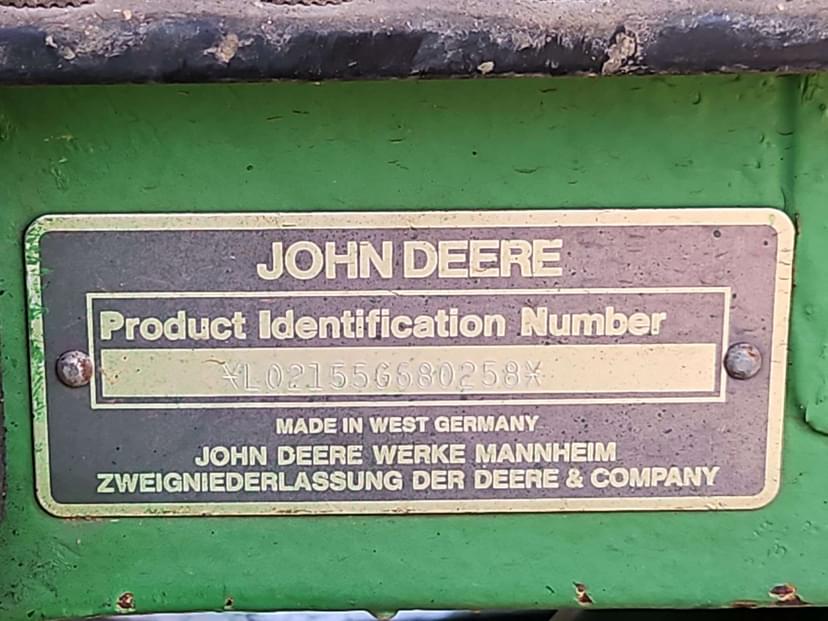 JOHN DEERE
Product Identification Number
*L02155G680258*
MADE IN WEST GERMANY
JOHN DEERE WERKE MANNHEIM
ZWEIGNIEDERLASSUNG DER DEERE & COMPANY